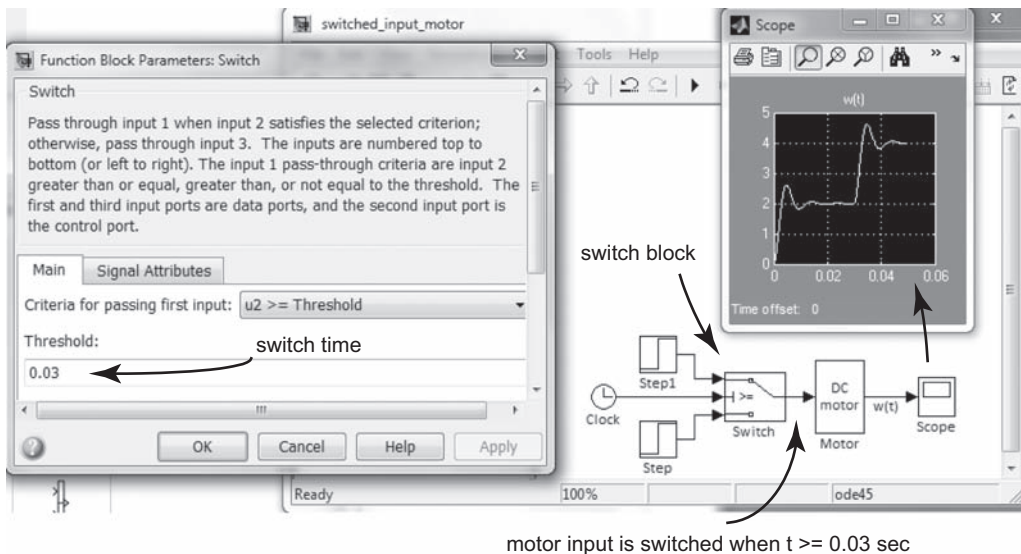 switched_input_motor
Tools Help
Function Block Parameters: Switch
Switch
Pass through input 1 when input 2 satisfies the selected criterion;
otherwise, pass through input 3. The inputs are numbered top to
bottom (or left to right). The input 1 pass-through criteria are input 2
greater than or equal, greater than, or not equal to the threshold. The
first and third input ports are data ports, and the second input port is
the control port.
Main Signal Attributes
Criteria for passing first input: u2 >= Threshold
Threshold:
switch time
0.03
OK Cancel Help Apply
Scope
w(t)
5
4
3
2
1
0
0 0.02 0.04 0.06
Time offset: 0
switch block
Step1
Clock
>=
Switch
Step
DC
motor
Motor
w(t)
Scope
Ready 100% ode45
motor input is switched when t >= 0.03 sec